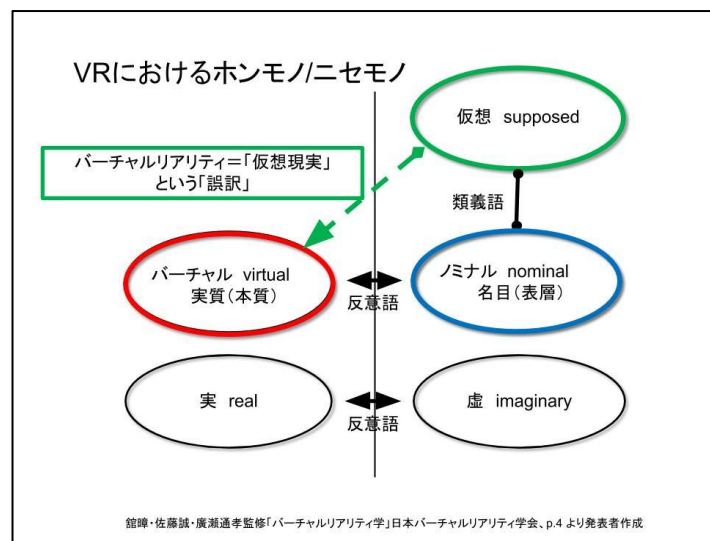 VRにおけるホンモノ/ニセモノ
仮想 supposed
バーチャルリアリティ＝「仮想現実」
という「誤訳」
類義語
バーチャル virtual
実質（本質）
ノミナル nominal
名目（表層）
反意語
実 real
虚 imaginary
反意語
舘暲・佐藤誠・廣瀬通孝監修「バーチャルリアリティ学」日本バーチャルリアリティ学会、p.4 より発表者作成